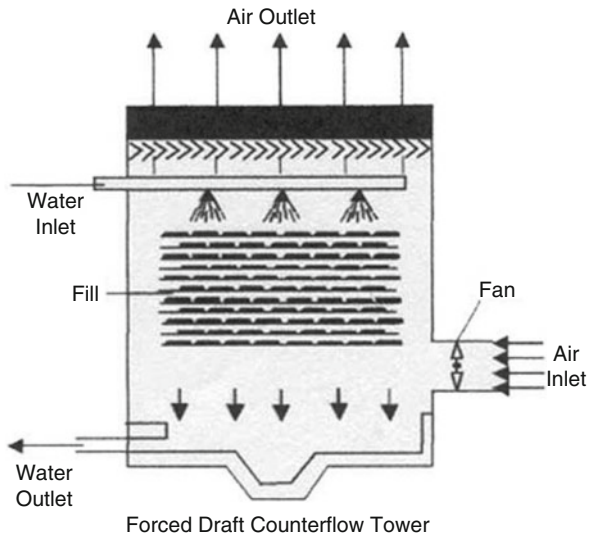 Air Outlet
Water
Inlet
Fill
Fan
Air
Inlet
Water
Outlet
Forced Draft Counterflow Tower